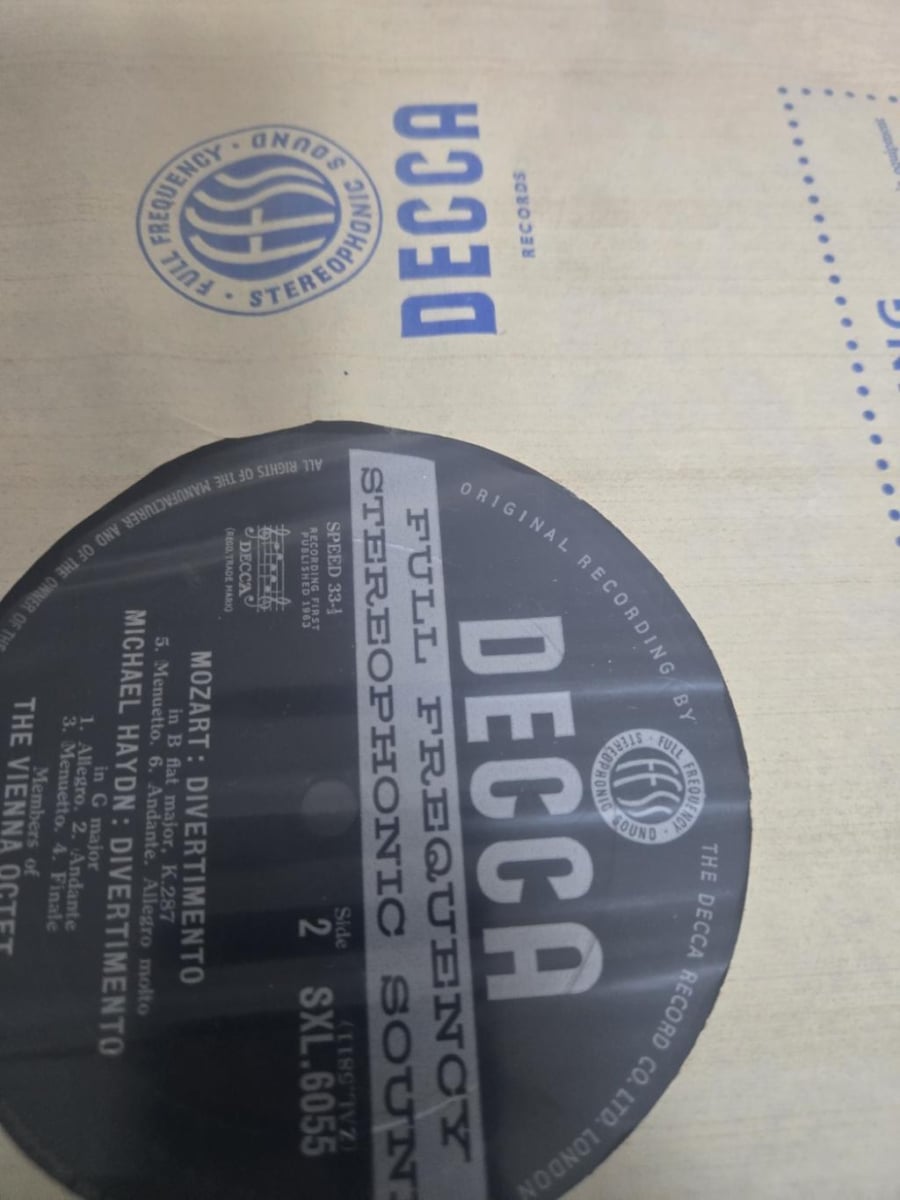 FULL FREQUENCY · STEREOPHONIC SOUND ·
DECCA
RECORDS
NG
ORIGINAL RECORDING BY THE DECCA RECORD CO. LTD. LONDON
FULL FREQUENCY · STEREOPHONIC SOUND ·
DECCA
FULL FREQUENCY
STEREOPHONIC SOUN
SPEED 33⅓
RECORDING FIRST
PUBLISHED 1963
DECCA
(REGD. TRADE MARK)
Side
2
(ZAL.5811)
SXL.6055
MOZART : DIVERTIMENTO
in B flat major, K.287
5. Menuetto, 6. Andante, Allegro molto
MICHAEL HAYDN : DIVERTIMENTO
in G major
1. Allegro, 2. Andante
3. Menuetto, 4. Finale
Members of
THE VIENNA OCTET
ALL RIGHTS OF THE MANUFACTURER AND OF THE OWNER OF THE